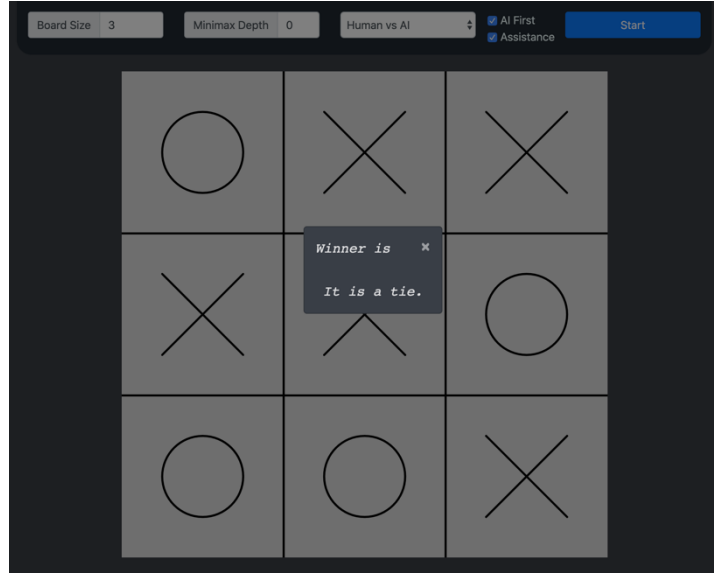 Board Size 3 Minimax Depth 0 Human vs AI AI First Start
Assistance
Winner is ×
It is a tie.